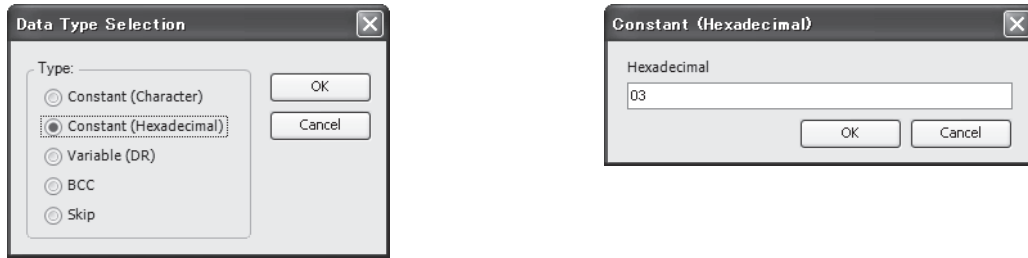 Data Type Selection
Type:
Constant (Character)
Constant (Hexadecimal)
Variable (DR)
BCC
Skip
OK
Cancel
Constant (Hexadecimal)
Hexadecimal
03
OK
Cancel